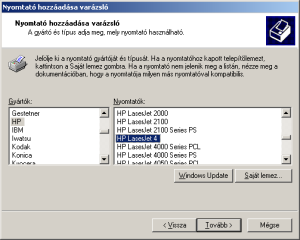 Nyomtató hozzáadása varázsló
Nyomtató hozzáadása varázsló
A gyártó és típus adja meg, mely nyomtató használható.
Jelölje ki a nyomtató gyártóját és típusát. Ha a nyomtatóhoz kapott telepítőlemezt,
kattintson a Saját lemez gombra. Ha a nyomtató nem jelenik meg a listán, nézze meg a
dokumentációban, hogy a nyomtatója milyen más nyomtatóval kompatibilis.
Gyártók:
Gestetner
HP
IBM
Iwatsu
Kodak
Konica
Kyocera
Nyomtatók:
HP LaserJet 2000
HP LaserJet 2100
HP LaserJet 2100 Series PS
HP LaserJet 4
HP LaserJet 4000 Series PCL
HP LaserJet 4000 Series PS
HP LaserJet 4050 Series PCL
Windows Update
Saját lemez...
< Vissza
Tovább >
Mégse